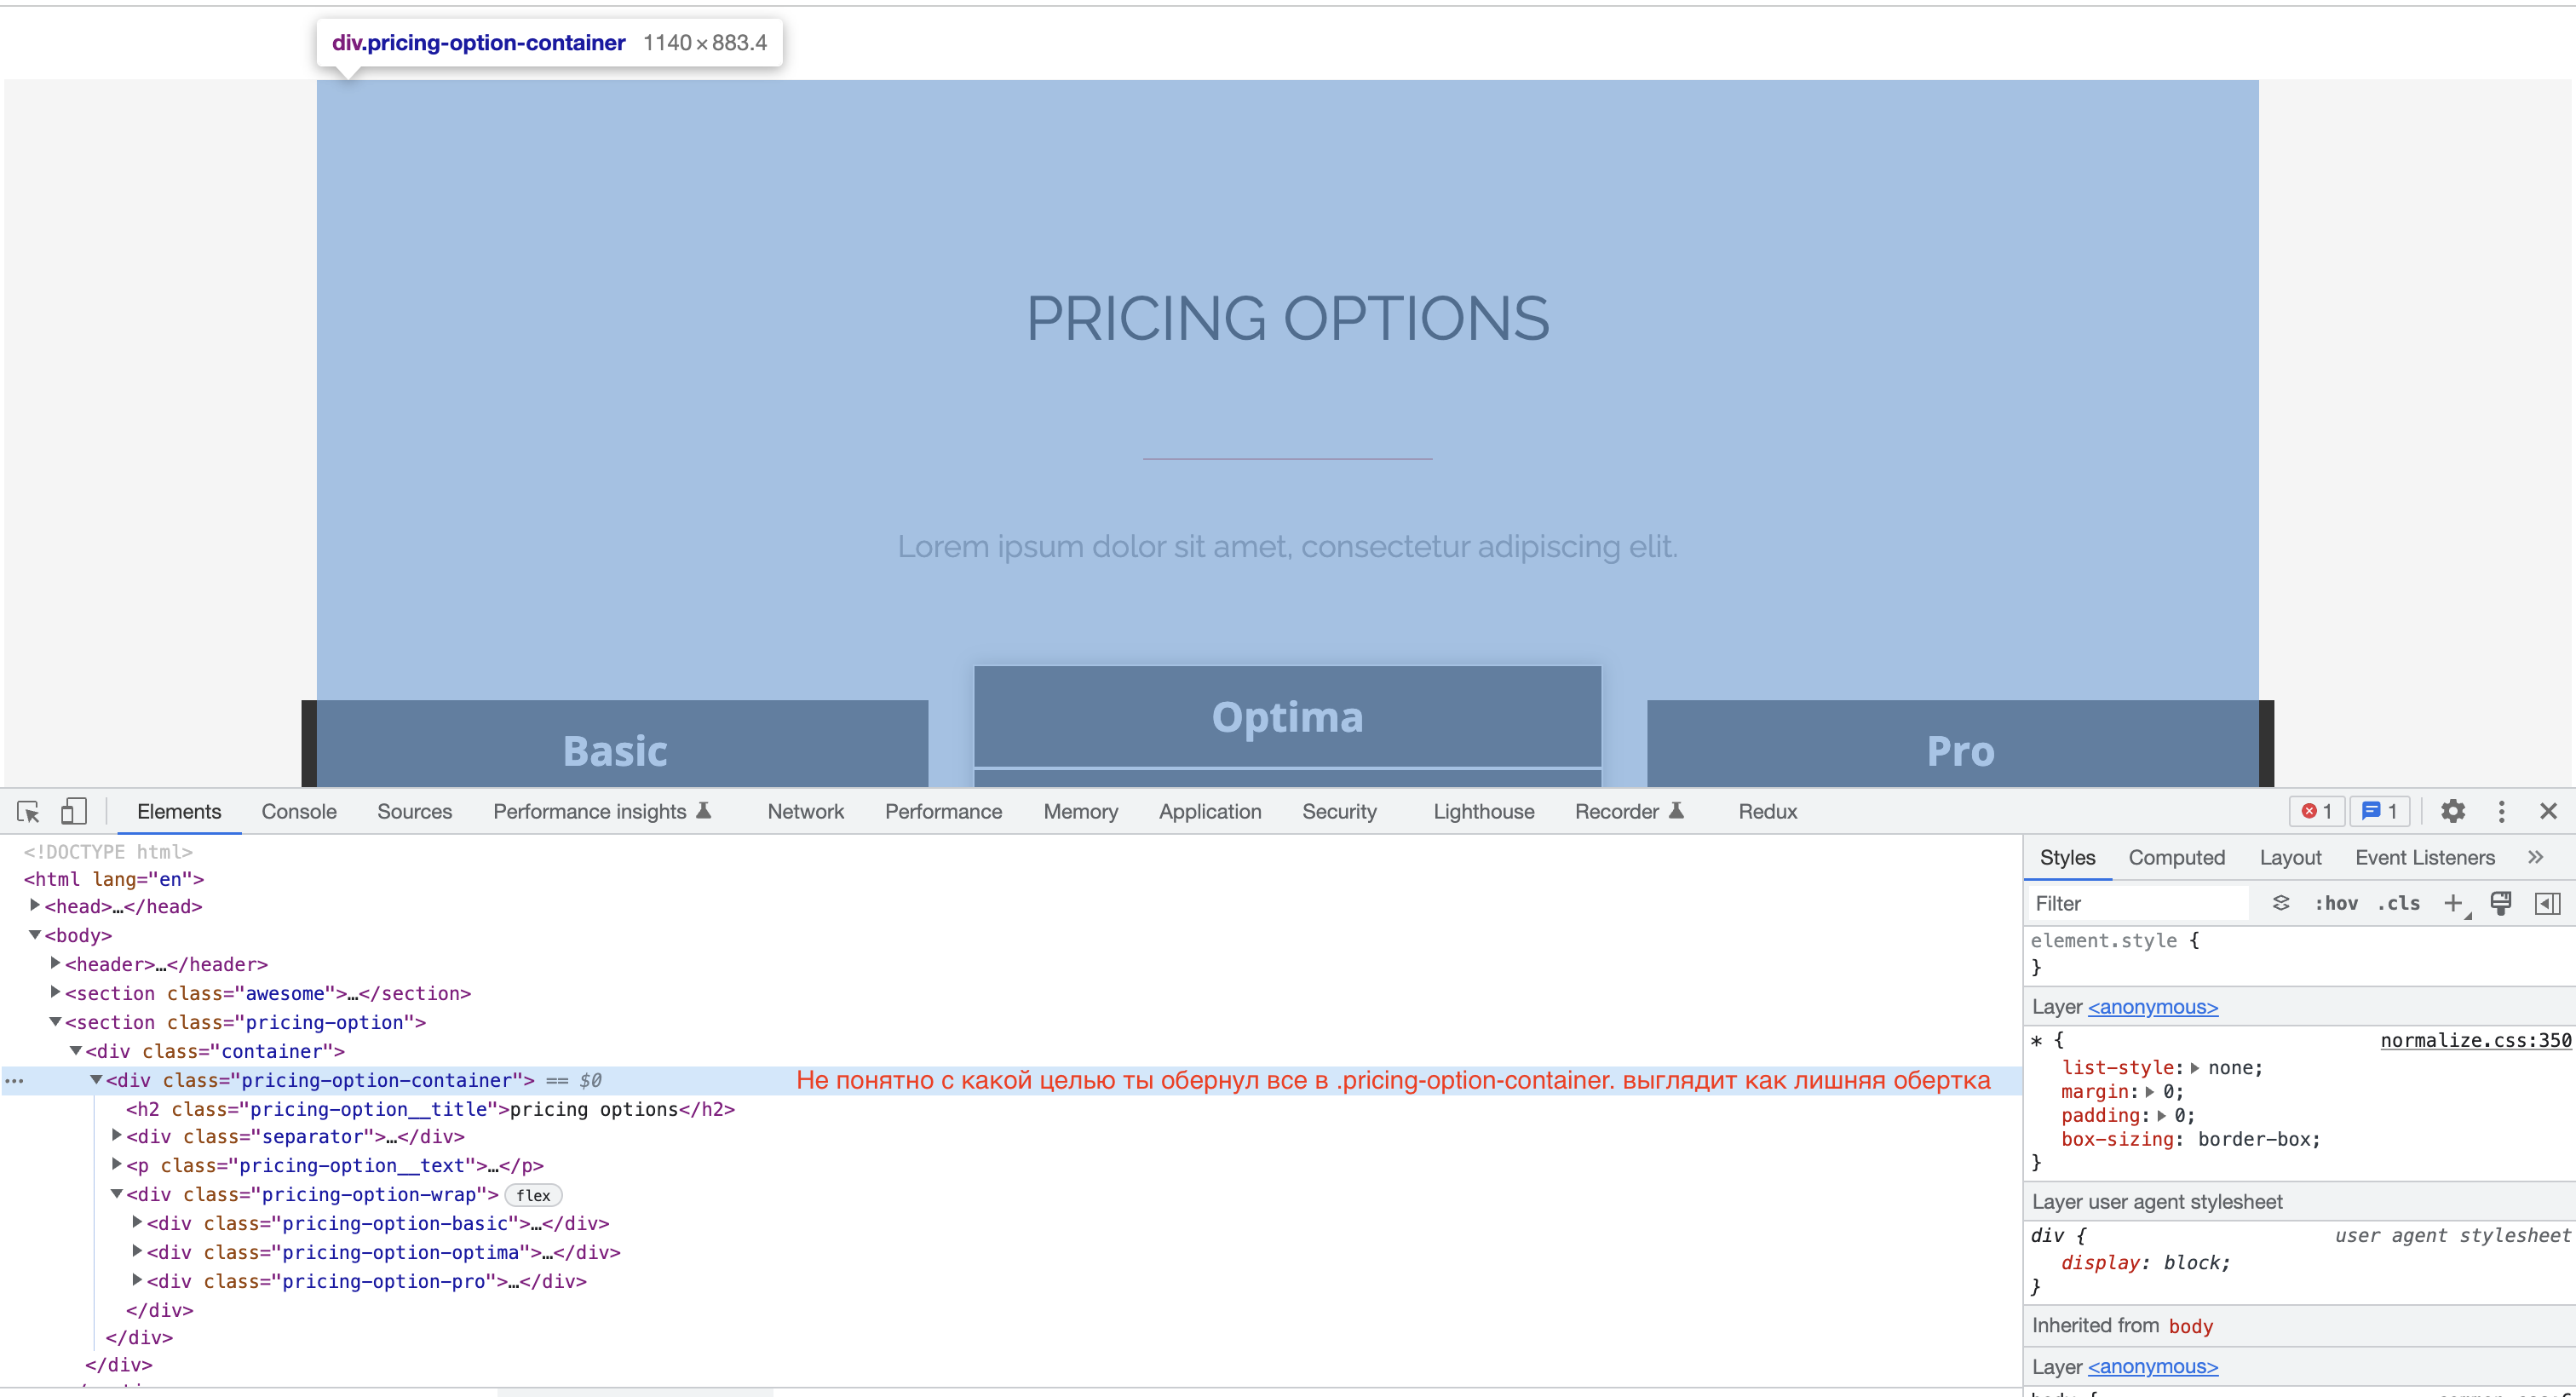 div.pricing-option-container 1140×883.4
PRICING OPTIONS
Lorem ipsum dolor sit amet, consectetur adipiscing elit.
Optima
Basic
Pro
Elements Console Sources Performance insights Network Performance Memory Application Security Lighthouse Recorder Redux 1 1
<!DOCTYPE html>
<html lang="en">
<head>…</head>
<body>
<header>…</header>
<section class="awesome">…</section>
<section class="pricing-option">
<div class="container">
<div class="pricing-option-container"> == $0 Не понятно с какой целью ты обернул все в .pricing-option-container. выглядит как лишняя обертка
<h2 class="pricing-option__title">pricing options</h2>
<div class="separator">…</div>
<p class="pricing-option__text">…</p>
<div class="pricing-option-wrap"> flex
<div class="pricing-option-basic">…</div>
<div class="pricing-option-optima">…</div>
<div class="pricing-option-pro">…</div>
</div>
</div>
</div>
Styles Computed Layout Event Listeners »
Filter :hov .cls +
element.style {
}
Layer <anonymous>
* { normalize.css:350
list-style: none;
margin: 0;
padding: 0;
box-sizing: border-box;
}
Layer user agent stylesheet
div { user agent stylesheet
display: block;
}
Inherited from body
Layer <anonymous>